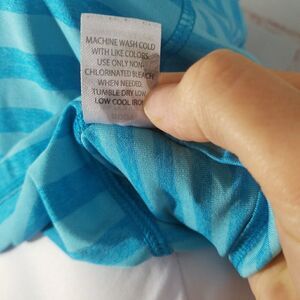 MACHINE WASH COLD
WITH LIKE COLORS.
USE ONLY NON-
CHLORINATED BLEACH
WHEN NEEDED.
TUMBLE DRY LOW.
LOW COOL IRON